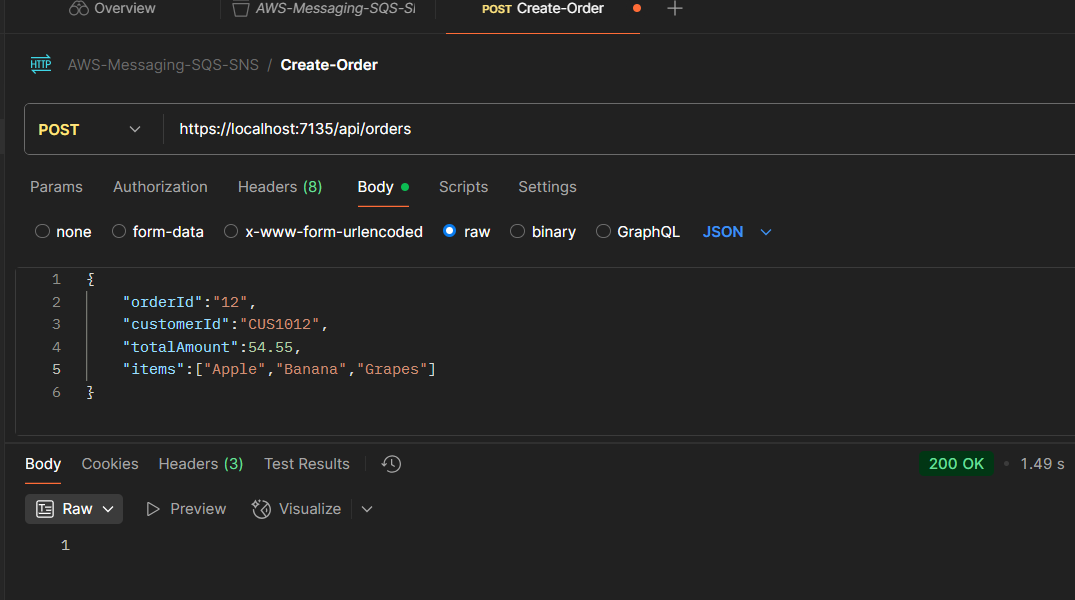 Overview AWS-Messaging-SQS-SI POST Create-Order
HTTP AWS-Messaging-SQS-SNS / Create-Order
POST https://localhost:7135/api/orders
Params Authorization Headers (8) Body Scripts Settings
none form-data x-www-form-urlencoded raw binary GraphQL JSON
1 {
2 "orderId":"12",
3 "customerId":"CUS1012",
4 "totalAmount":54.55,
5 "items":["Apple","Banana","Grapes"]
6 }
Body Cookies Headers (3) Test Results 200 OK • 1.49 s
Raw Preview Visualize
1